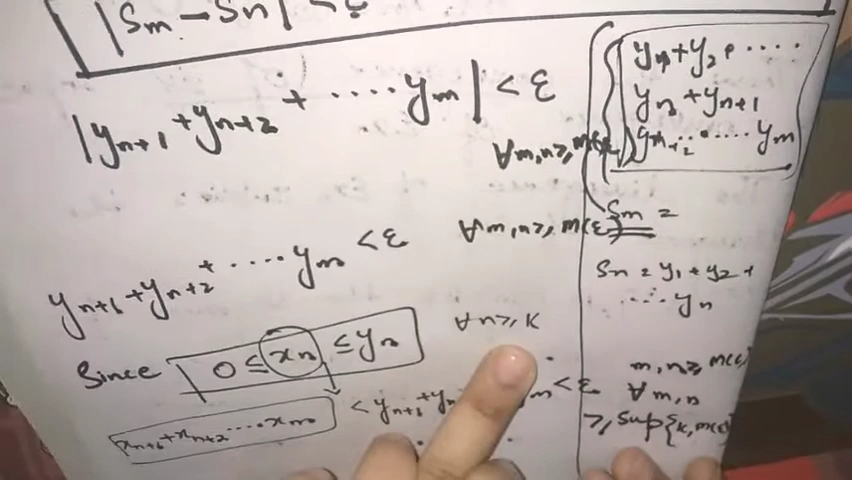 |Sm - Sn| < ε
|yn+1 + yn+2 + ....ym| < ε
∀m,n≥, m(ε)
yn+1 + yn+2 + ....ym < ε
∀m,n≥, m(ε)
Since 0 ≤ xn ≤ yn
∀n≥, K
xn+1 + xn+2 ....xm < yn+1 + ym < ε
y1 + y2 + ....
yn + yn+1
yn+2 ....ym
Sm =
Sn = y1 + y2 +
.... yn
m,n≥ m(ε)
∀ m,n
≥, sup{K,m(ε)